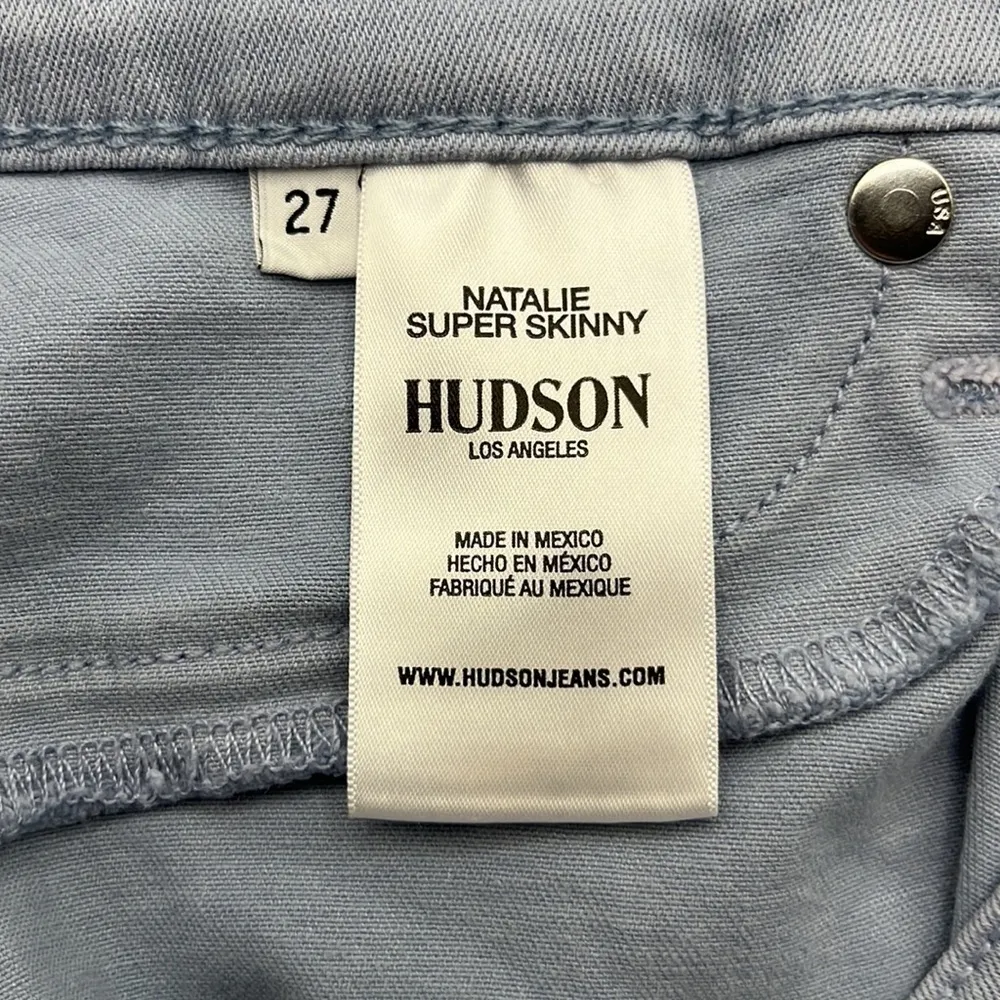 27
USA
NATALIE
SUPER SKINNY
HUDSON
LOS ANGELES
MADE IN MEXICO
HECHO EN MÉXICO
FABRIQUÉ AU MEXIQUE
WWW.HUDSONJEANS.COM